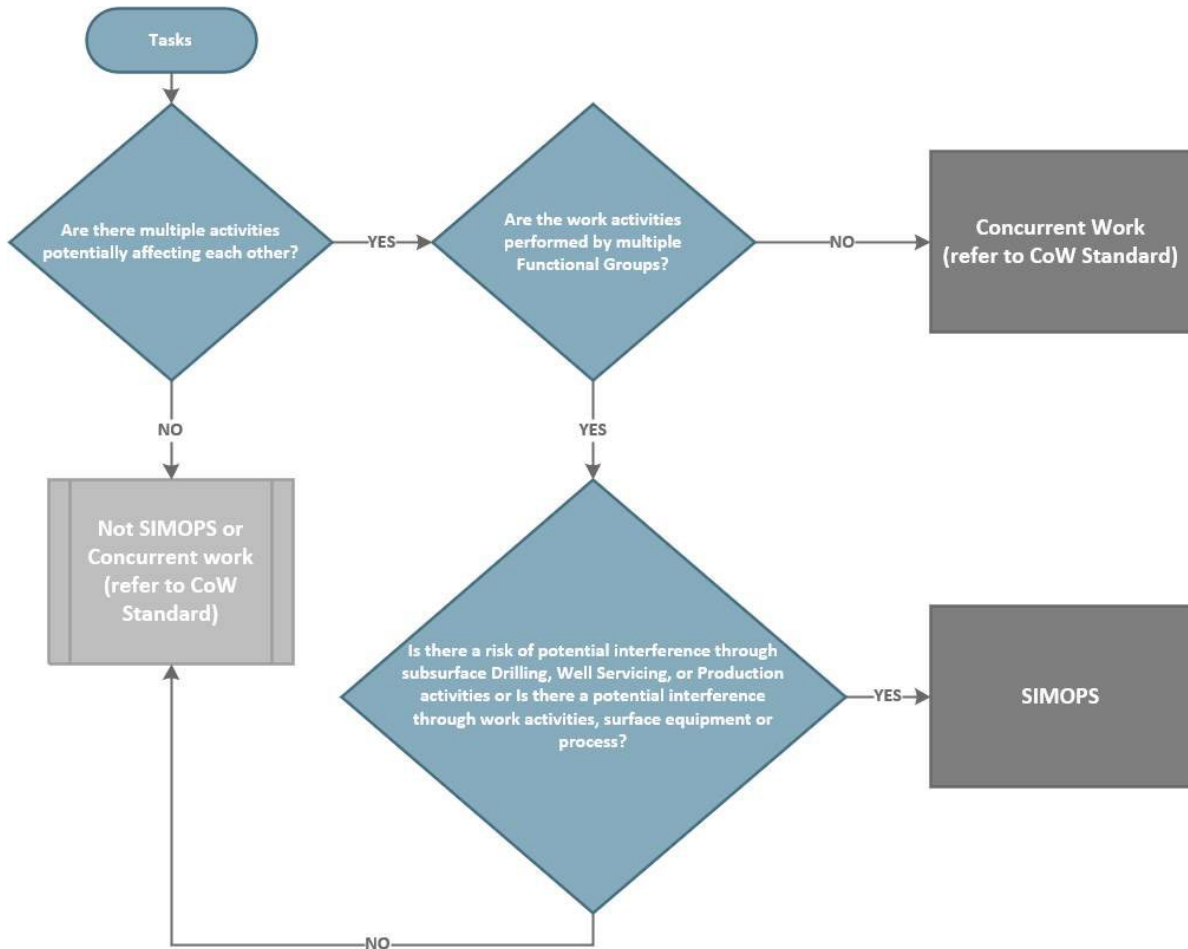 Tasks
Are there multiple activities
potentially affecting each other?
YES
Are the work activities
performed by multiple
Functional Groups?
NO
Concurrent Work
(refer to CoW Standard)
NO
YES
Not SIMOPS or
Concurrent work
(refer to CoW
Standard)
Is there a risk of potential interference through
subsurface Drilling, Well Servicing, or Production
activities or Is there a potential interference
through work activities, surface equipment or
process?
YES
SIMOPS
NO